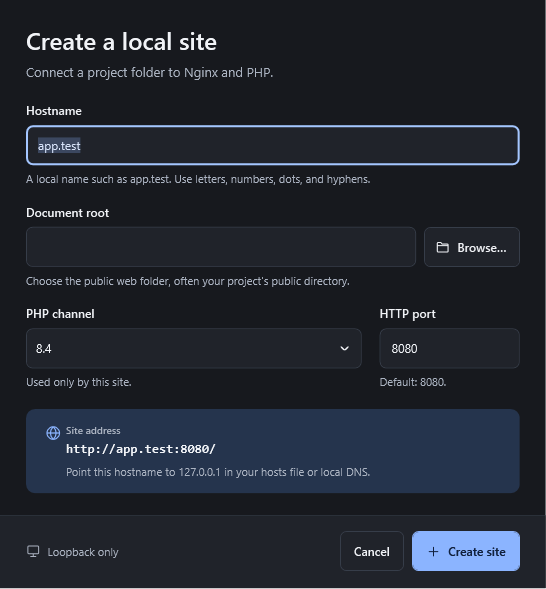 Create a local site
Connect a project folder to Nginx and PHP.
Hostname
app.test
A local name such as app.test. Use letters, numbers, dots, and hyphens.
Document root
Browse...
Choose the public web folder, often your project's public directory.
PHP channel
HTTP port
8.4
8080
Used only by this site.
Default: 8080.
Site address
http://app.test:8080/
Point this hostname to 127.0.0.1 in your hosts file or local DNS.
Loopback only
Cancel
+ Create site